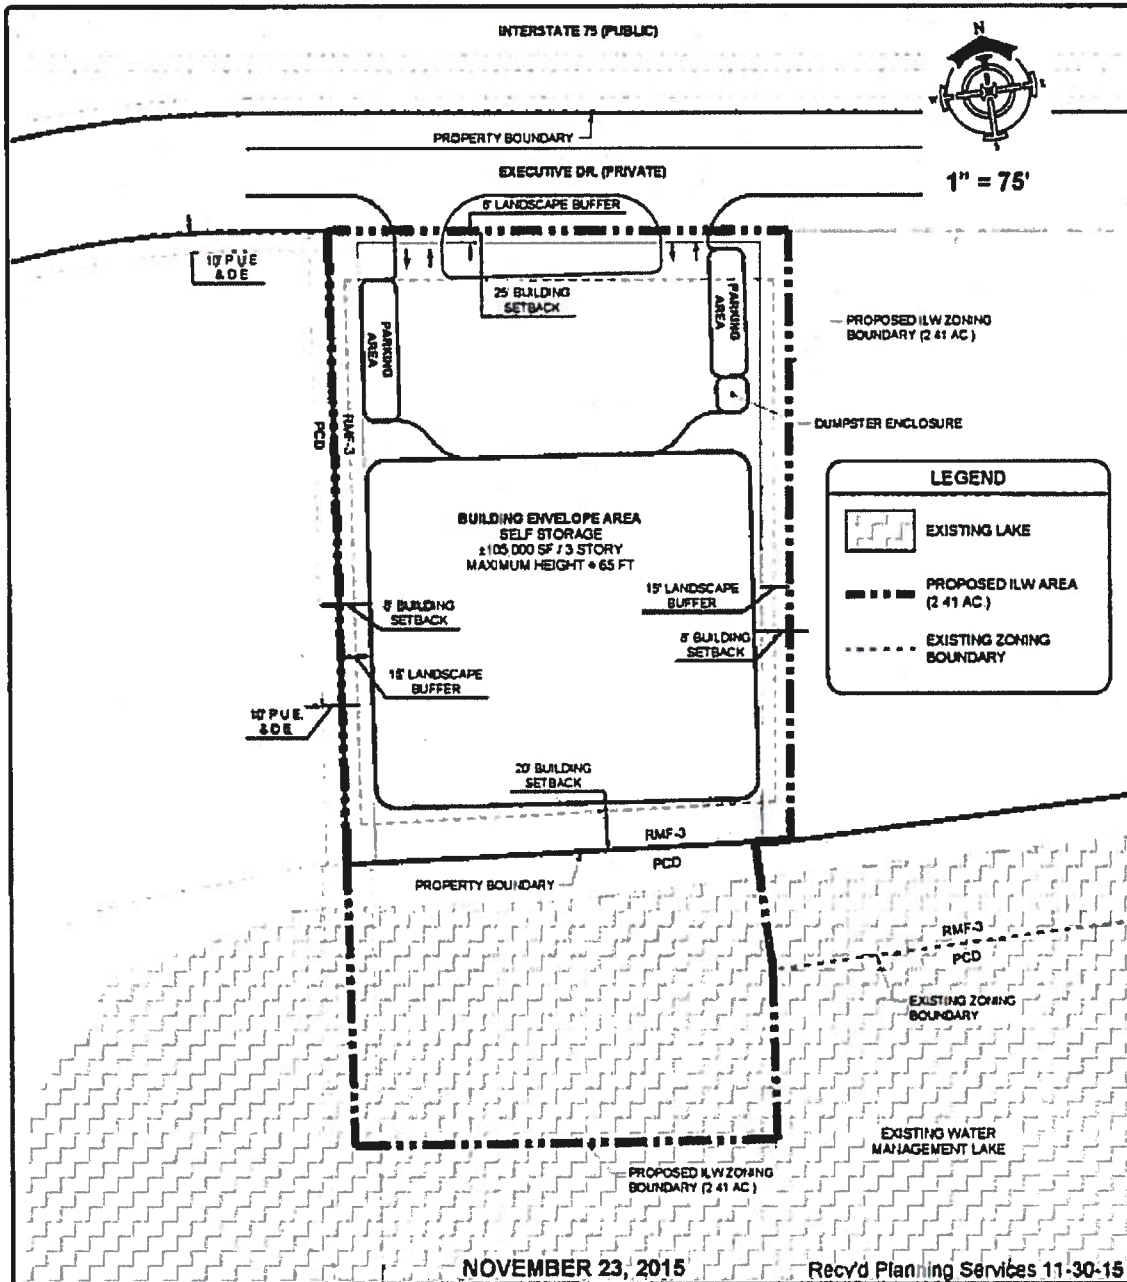 INTERSTATE 75 (PUBLIC)
N
W
E
S
PROPERTY BOUNDARY
EXECUTIVE DR. (PRIVATE)
1" = 75'
LANDSCAPE BUFFER
10' P U E
& D E
25' BUILDING
SETBACK
PARKING
AREA
PARKING
AREA
PROPOSED ILW ZONING
BOUNDARY (2 41 AC )
PCD
RMF-3
DUMPSTER ENCLOSURE
LEGEND
EXISTING LAKE
PROPOSED ILW AREA
(2 41 AC.)
EXISTING ZONING
BOUNDARY
BUILDING ENVELOPE AREA
SELF STORAGE
±105 000 SF / 3 STORY
MAXIMUM HEIGHT = 65 FT
BUILDING
SETBACK
15' LANDSCAPE
BUFFER
BUILDING
SETBACK
15' LANDSCAPE
BUFFER
10' P U E.
& D E
20' BUILDING
SETBACK
RMF-3
PCD
PROPERTY BOUNDARY
RMF-3
PCD
EXISTING ZONING
BOUNDARY
EXISTING WATER
MANAGEMENT LAKE
PROPOSED ILW ZONING
BOUNDARY (2 41 AC )
NOVEMBER 23, 2015
Recv'd Planning Services 11-30-15